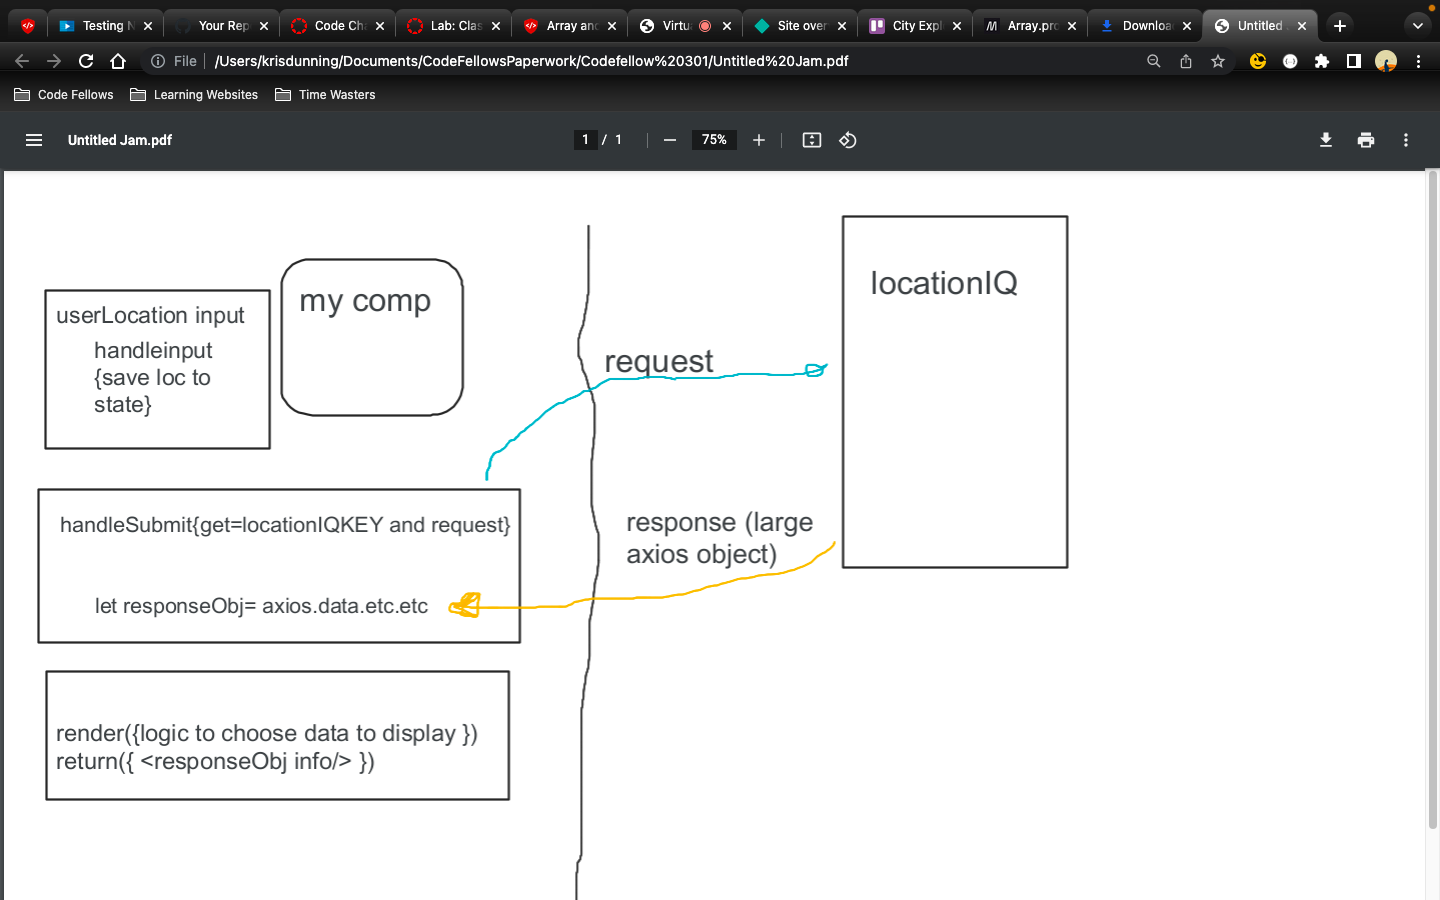 Testing N
Your Rep
Code Cha
Lab: Clas
Array and
Virtu
Site over
City Expl
Array.pro
Downloa
Untitled
File
/Users/krisdunning/Documents/CodeFellowsPaperwork/Codefellow%20301/Untitled%20Jam.pdf
Code Fellows
Learning Websites
Time Wasters
Untitled Jam.pdf
1 / 1
75%
my comp
userLocation input
handleinput
{save loc to
state}
locationIQ
request
handleSubmit{get=locationIQKEY and request}
let responseObj= axios.data.etc.etc
response (large
axios object)
render({logic to choose data to display })
return({ <responseObj info/> })